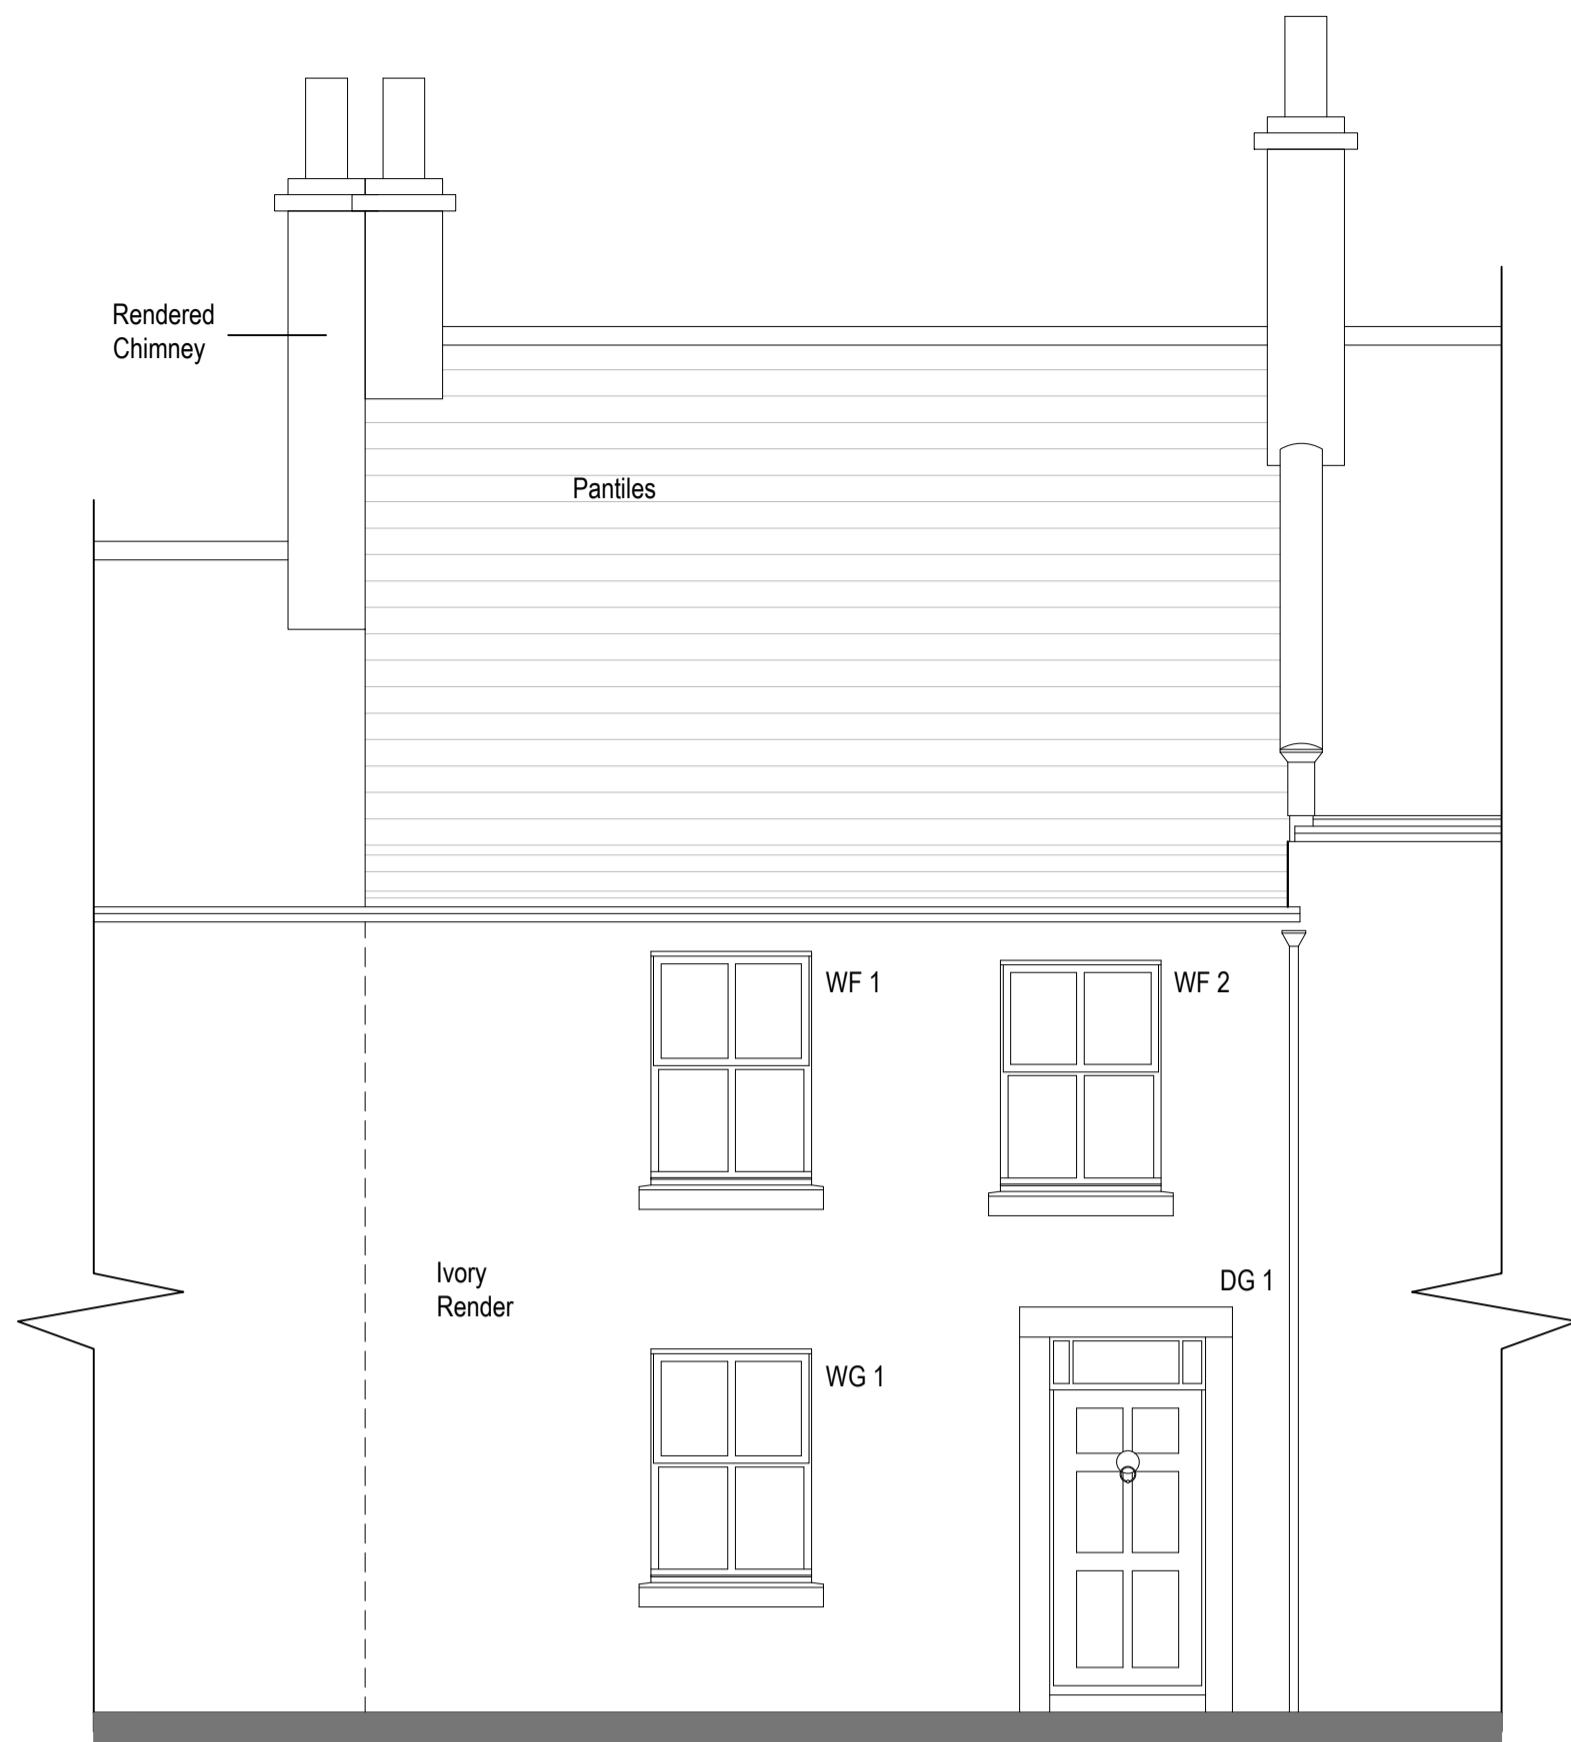 Rendered
Chimney
Pantiles
WF 1
WF 2
Ivory
Render
DG 1
WG 1